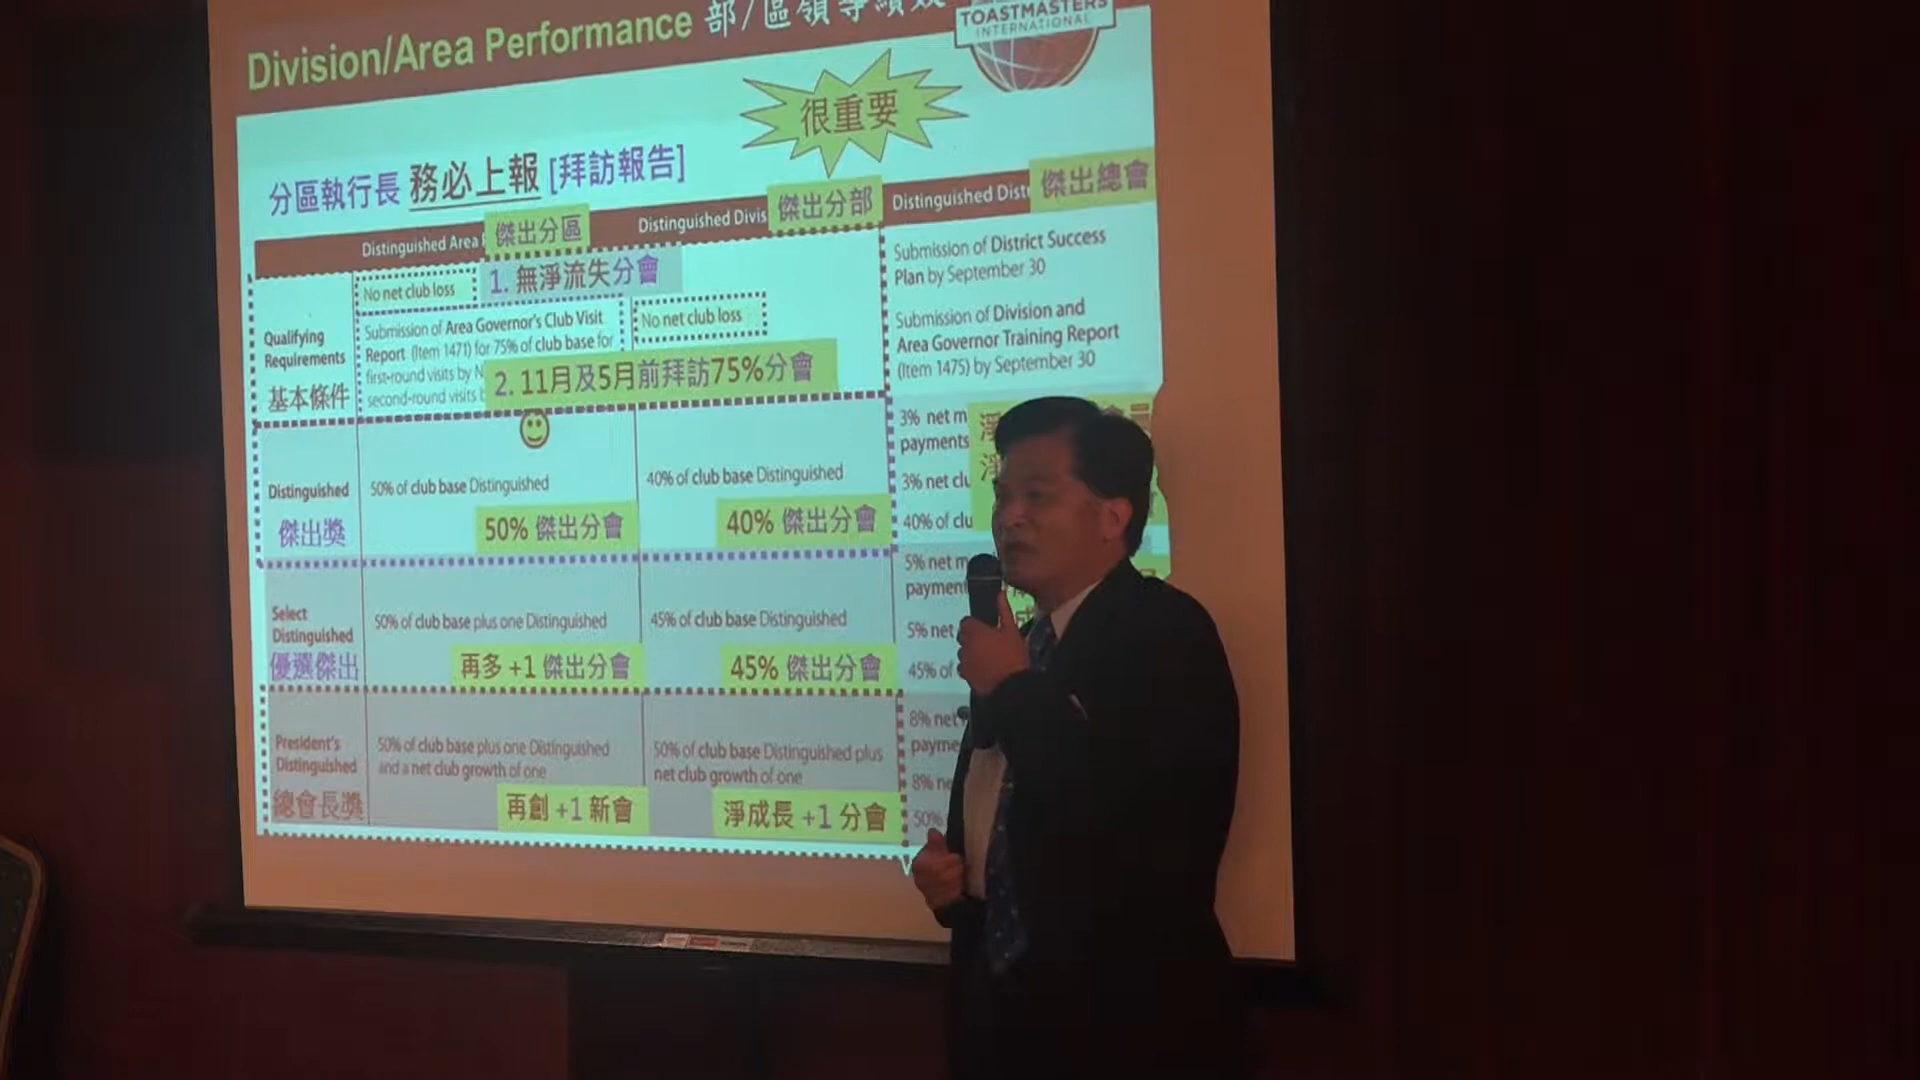 Division/Area Performance 部/區領導績效
TOASTMASTERS
INTERNATIONAL
很重要
分區執行長 務必上報 [拜訪報告]
Distinguished Area
傑出分區
Distinguished Divis
傑出分部
Distinguished Dist
傑出總會
Qualifying
Requirements
基本條件
No net club loss
1. 無淨流失分會
Submission of Area Governor's Club Visit
Report (Item 1471) for 75% of club base for
first-round visits by N
second-round visits b
No net club loss
2. 11月及5月前拜訪75%分會
Submission of District Success
Plan by September 30
Submission of Division and
Area Governor Training Report
(Item 1475) by September 30
Distinguished
傑出獎
50% of club base Distinguished
50% 傑出分會
40% of club base Distinguished
40% 傑出分會
3% net m
payments
3% net clu
40% of clu
淨
淨
Select
Distinguished
優選傑出
50% of club base plus one Distinguished
再多 +1 傑出分會
45% of club base Distinguished
45% 傑出分會
5% net m
payment
5% net
45% of
President's
Distinguished
總會長獎
50% of club base plus one Distinguished
and a net club growth of one
再創 +1 新會
50% of club base Distinguished plus
net club growth of one
淨成長 +1 分會
8% net
payme
8% ne
50%